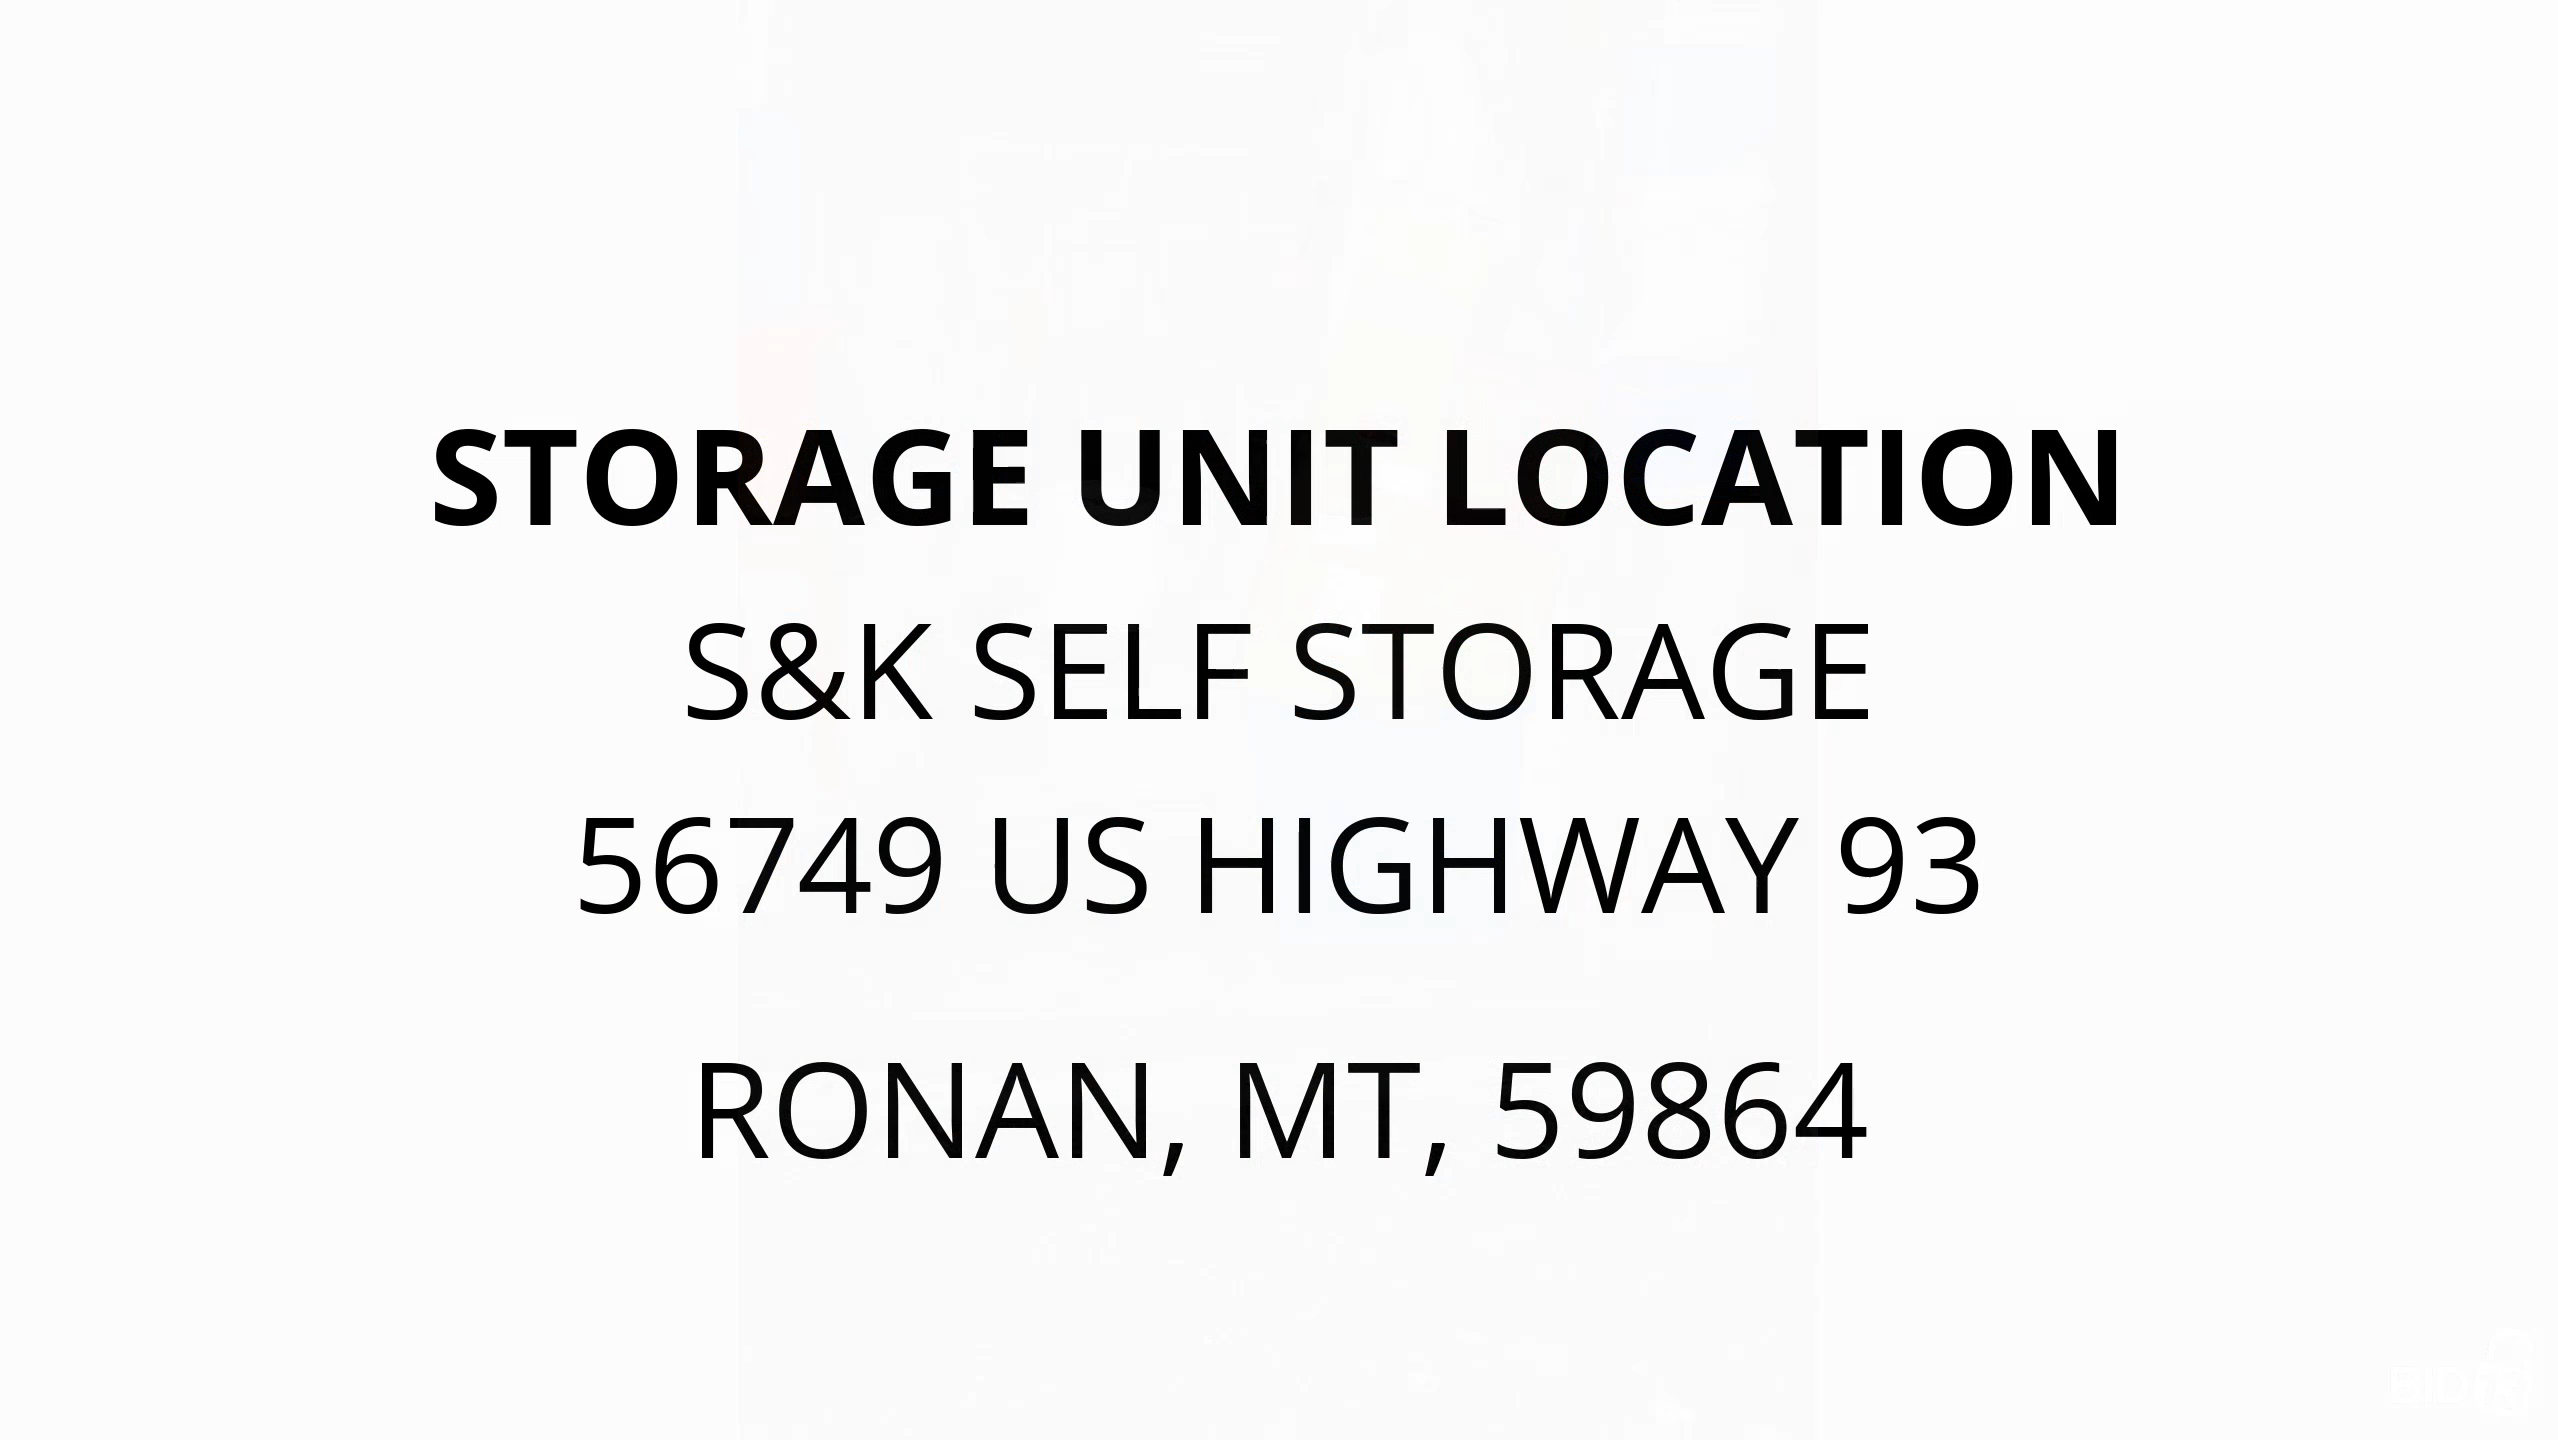 STORAGE UNIT LOCATION
S&K SELF STORAGE
56749 US HIGHWAY 93
RONAN, MT, 59864